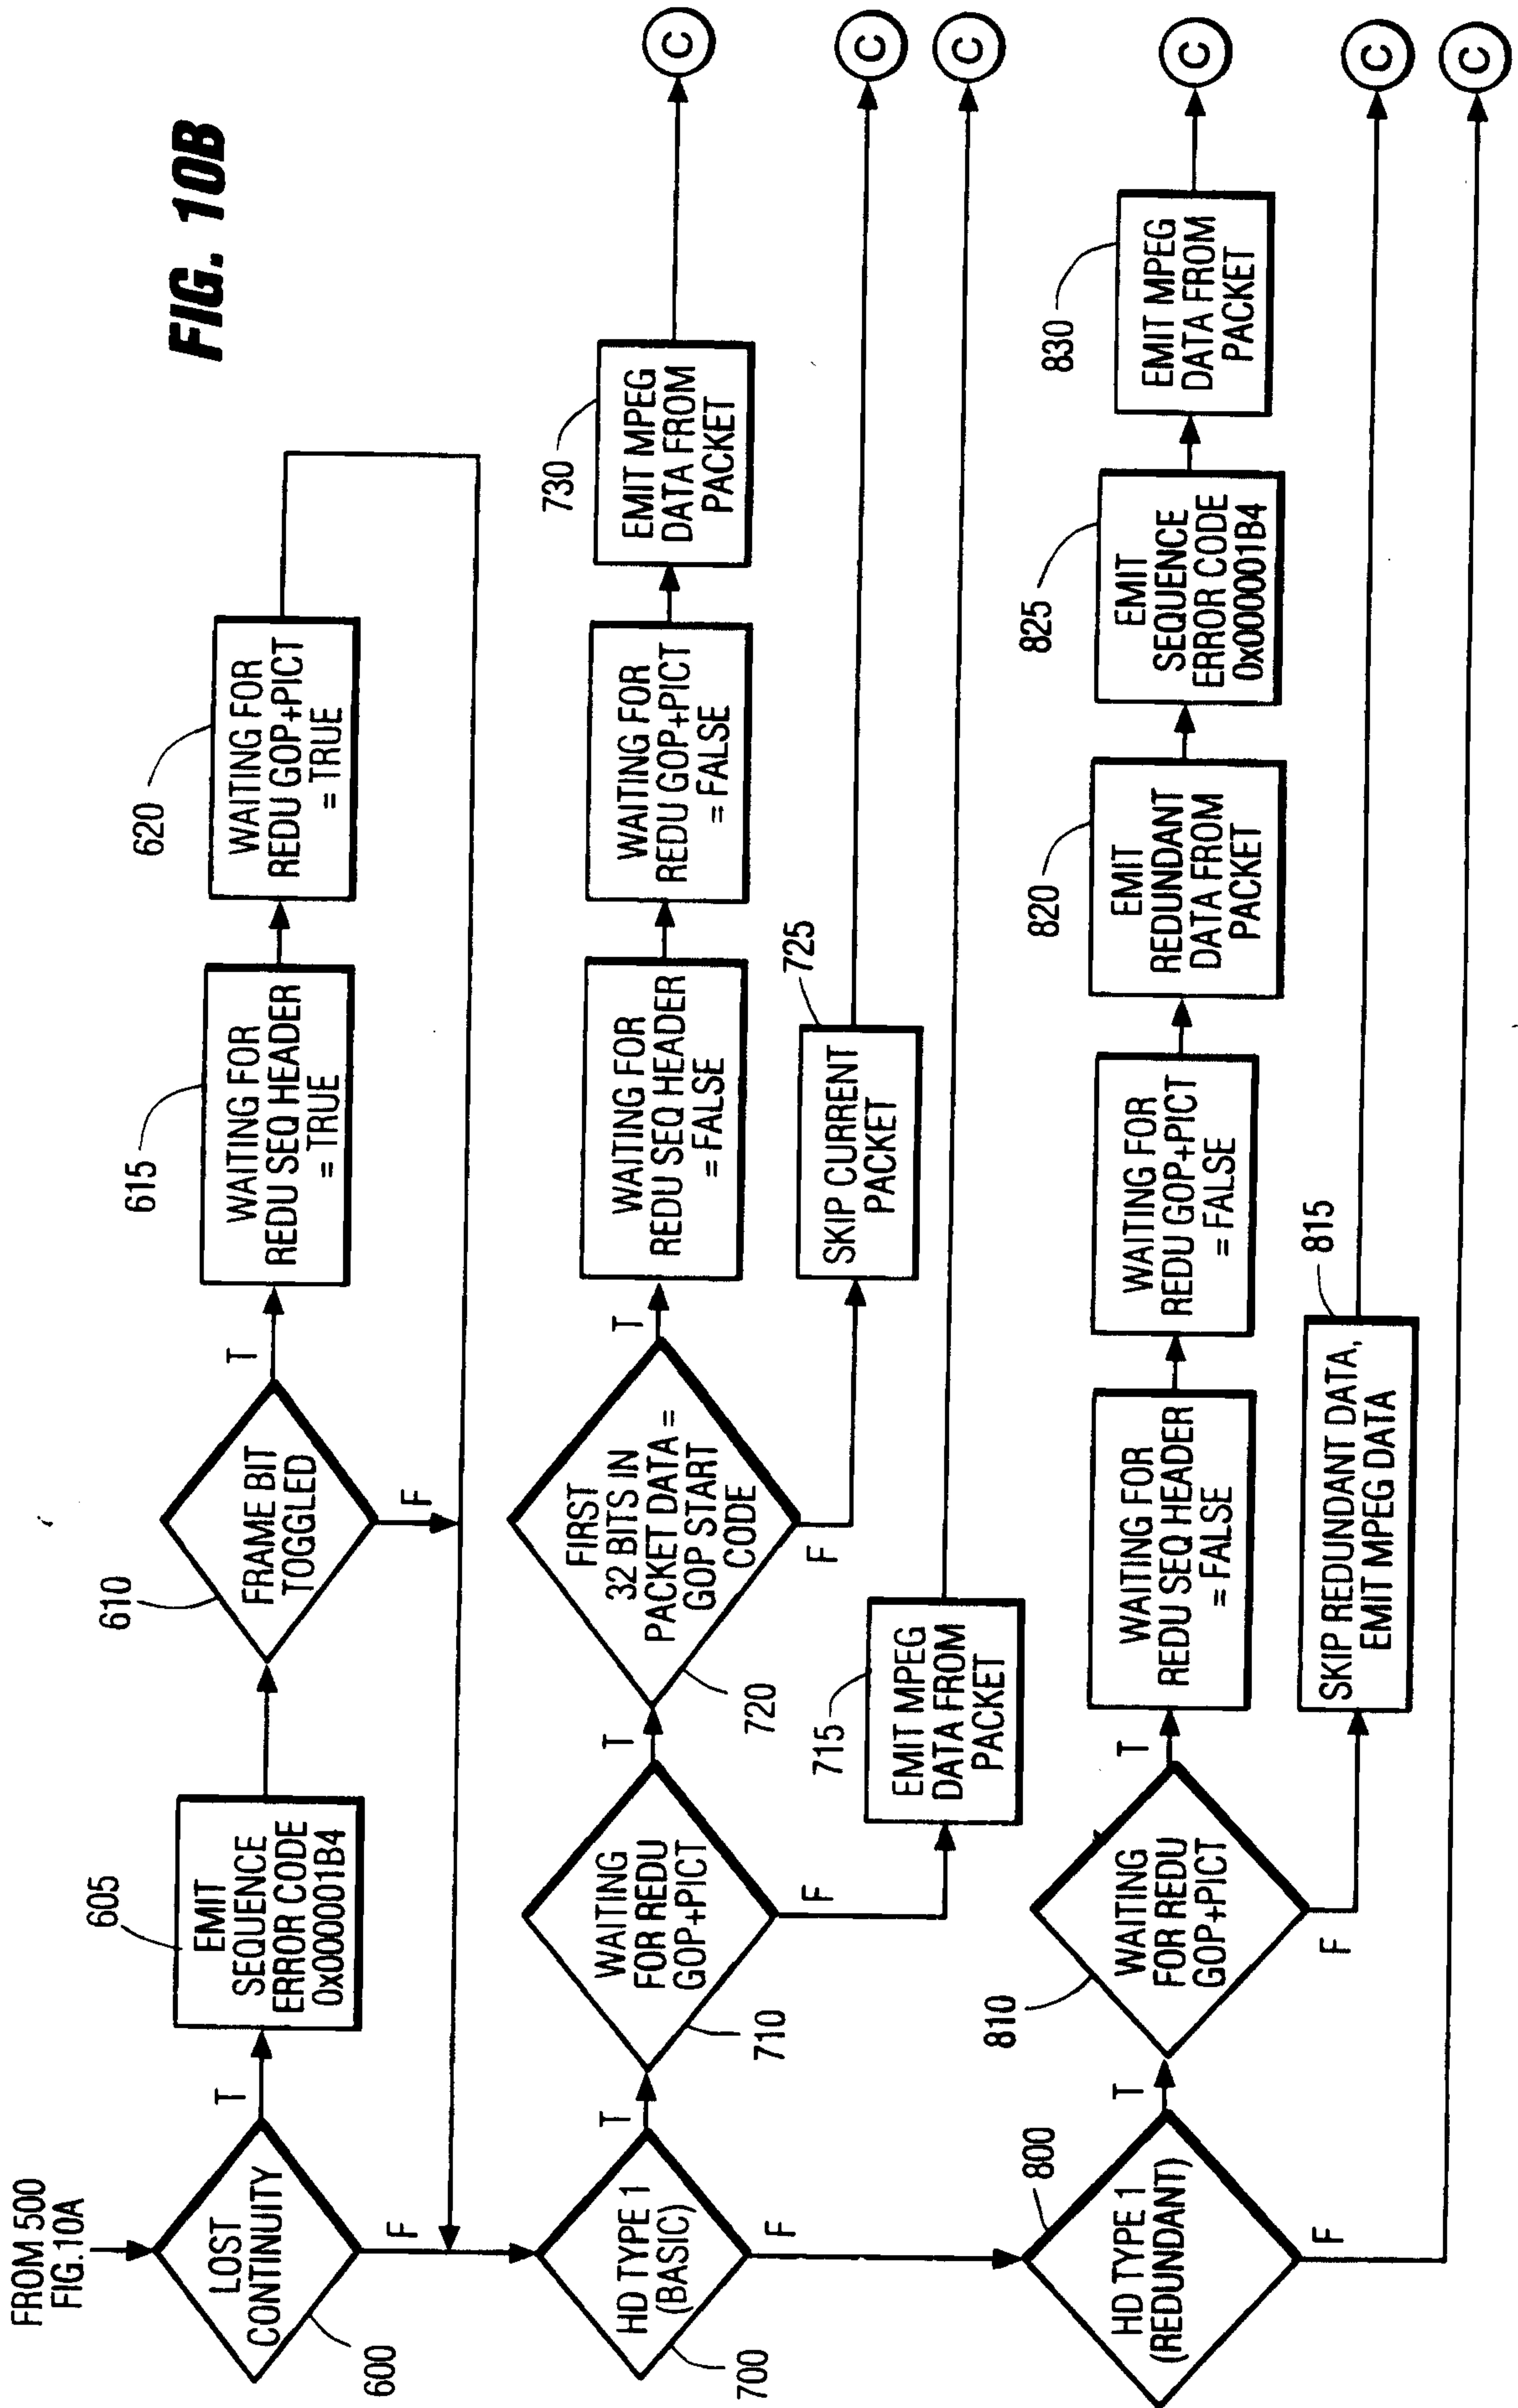 FIG. 10B
FROM 500
FIG.10A
LOST
CONTINUITY
600
T
F
EMIT
SEQUENCE
ERROR CODE
0x000001B4
605
FRAME BIT
TOGGLED
610
T
F
WAITING FOR
REDU SEQ HEADER
= TRUE
615
WAITING FOR
REDU GOP+PICT
= TRUE
620
HD TYPE 1
(BASIC)
700
T
F
WAITING
FOR REDU
GOP+PICT
710
T
F
FIRST
32 BITS IN
PACKET DATA =
GOP START
CODE
720
T
F
WAITING FOR
REDU SEQ HEADER
= FALSE
WAITING FOR
REDU GOP+PICT
= FALSE
EMIT MPEG
DATA FROM
PACKET
730
C
SKIP CURRENT
PACKET
725
C
EMIT MPEG
DATA FROM
PACKET
715
C
HD TYPE 1
(REDUNDANT)
800
T
F
WAITING
FOR REDU
GOP+PICT
810
T
F
WAITING FOR
REDU SEQ HEADER
= FALSE
WAITING FOR
REDU GOP+PICT
= FALSE
EMIT
REDUNDANT
DATA FROM
PACKET
820
EMIT
SEQUENCE
ERROR CODE
0x000001B4
825
EMIT MPEG
DATA FROM
PACKET
830
C
SKIP REDUNDANT DATA,
EMIT MPEG DATA
815
C
C